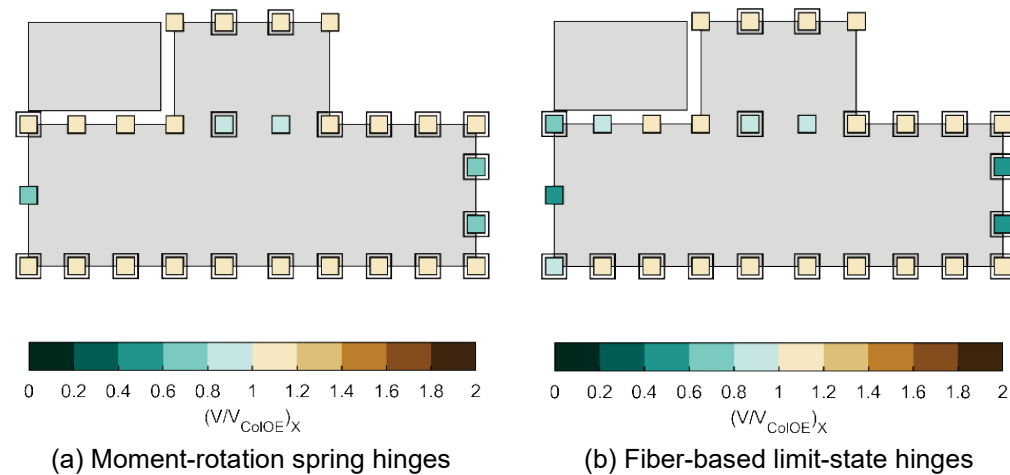 0 0.2 0.4 0.6 0.8 1 1.2 1.4 1.6 1.8 2
(V/V_ColOE)_X
(a) Moment-rotation spring hinges
0 0.2 0.4 0.6 0.8 1 1.2 1.4 1.6 1.8 2
(V/V_ColOE)_X
(b) Fiber-based limit-state hinges